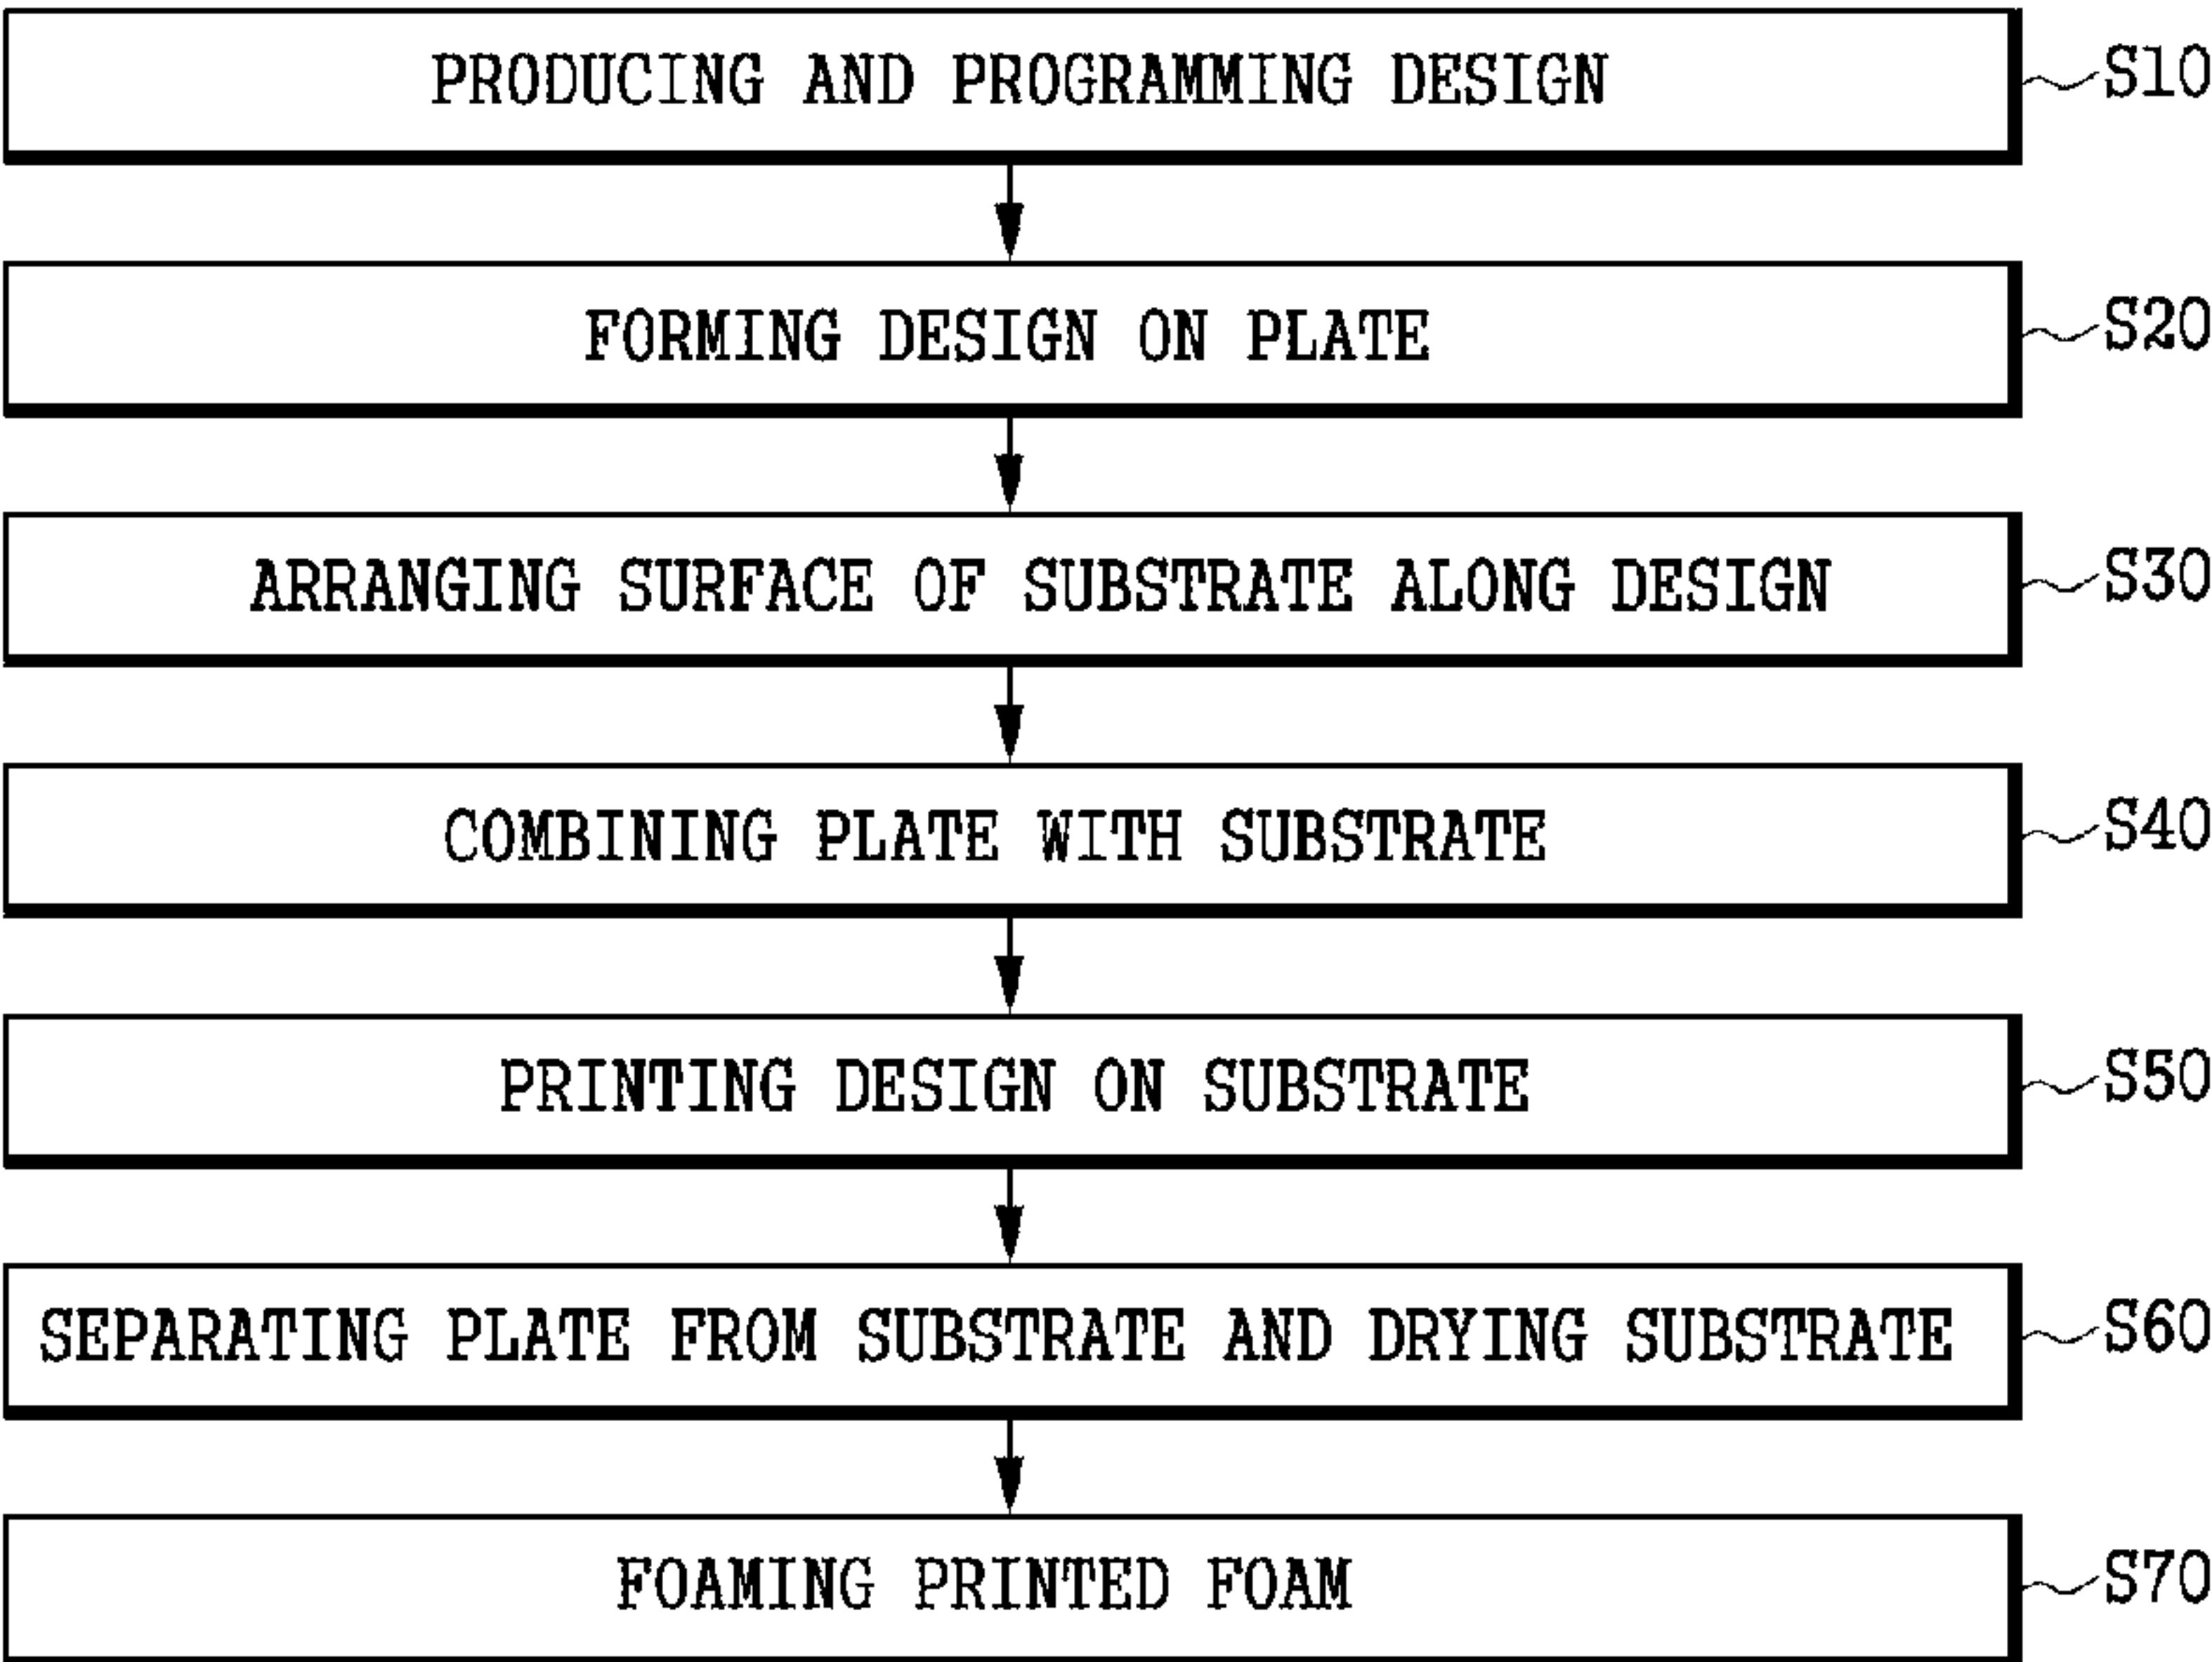 PRODUCING AND PROGRAMMING DESIGN S10
FORMING DESIGN ON PLATE S20
ARRANGING SURFACE OF SUBSTRATE ALONG DESIGN S30
COMBINING PLATE WITH SUBSTRATE S40
PRINTING DESIGN ON SUBSTRATE S50
SEPARATING PLATE FROM SUBSTRATE AND DRYING SUBSTRATE S60
FOAMING PRINTED FOAM S70